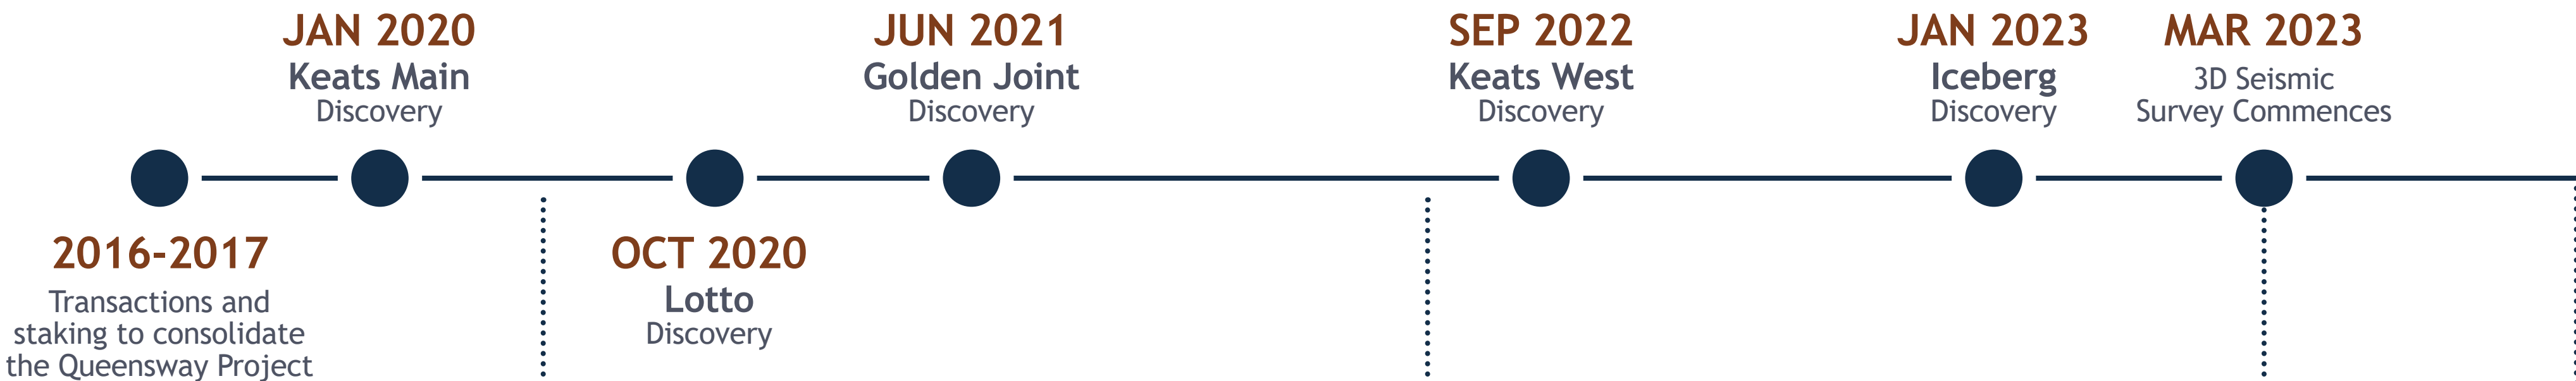 JAN 2020
Keats Main
Discovery
JUN 2021
Golden Joint
Discovery
SEP 2022
Keats West
Discovery
JAN 2023
Iceberg
Discovery
MAR 2023
3D Seismic
Survey Commences
2016-2017
Transactions and
staking to consolidate
the Queensway Project
OCT 2020
Lotto
Discovery